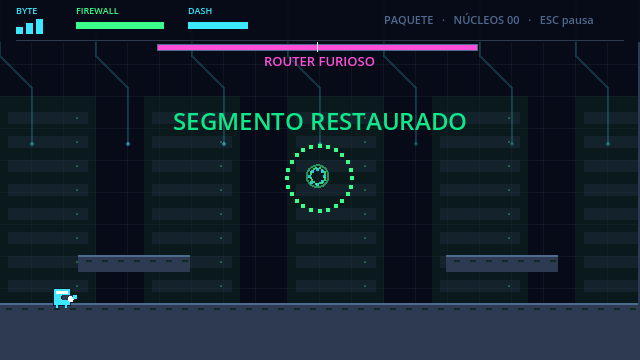 BYTE
FIREWALL
DASH
PAQUETE · NÚCLEOS 00 · ESC pausa
ROUTER FURIOSO
SEGMENTO RESTAURADO